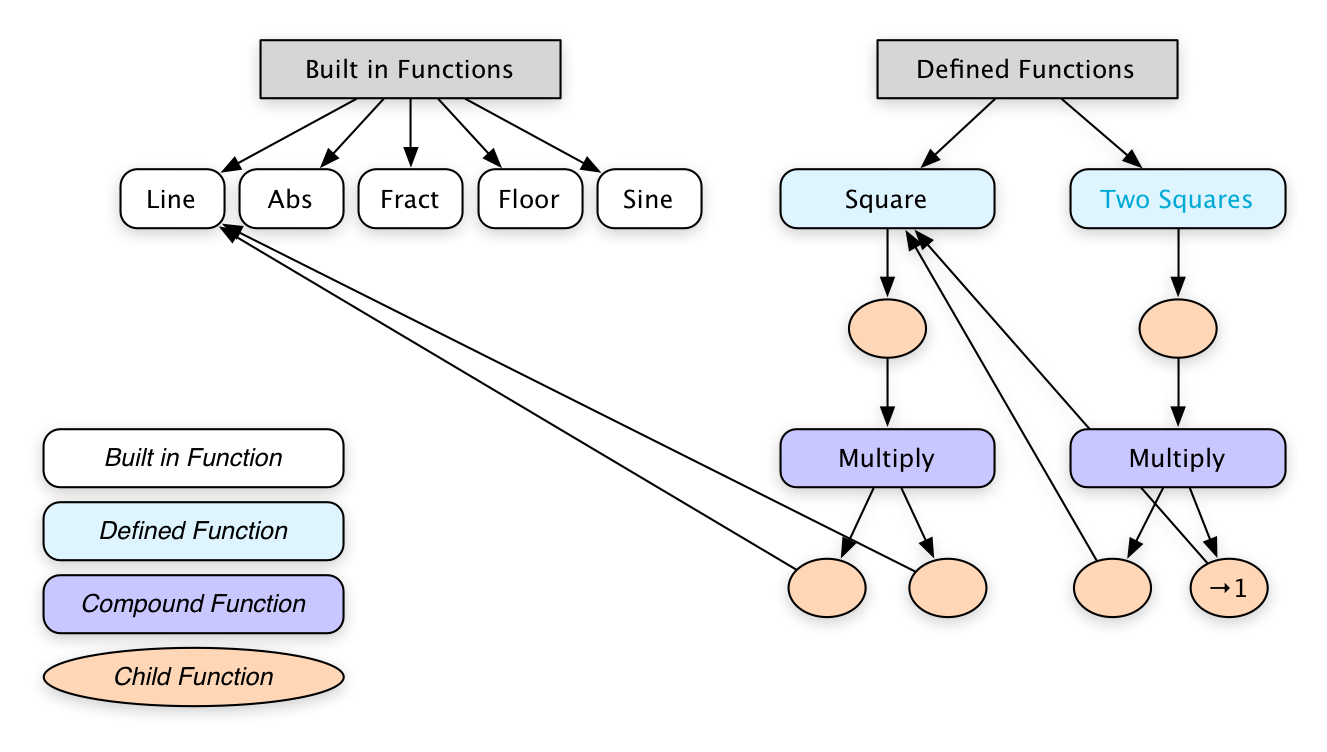 Built in Functions
Defined Functions
Line
Abs
Fract
Floor
Sine
Square
Two Squares
Multiply
Multiply
→1
Built in Function
Defined Function
Compound Function
Child Function